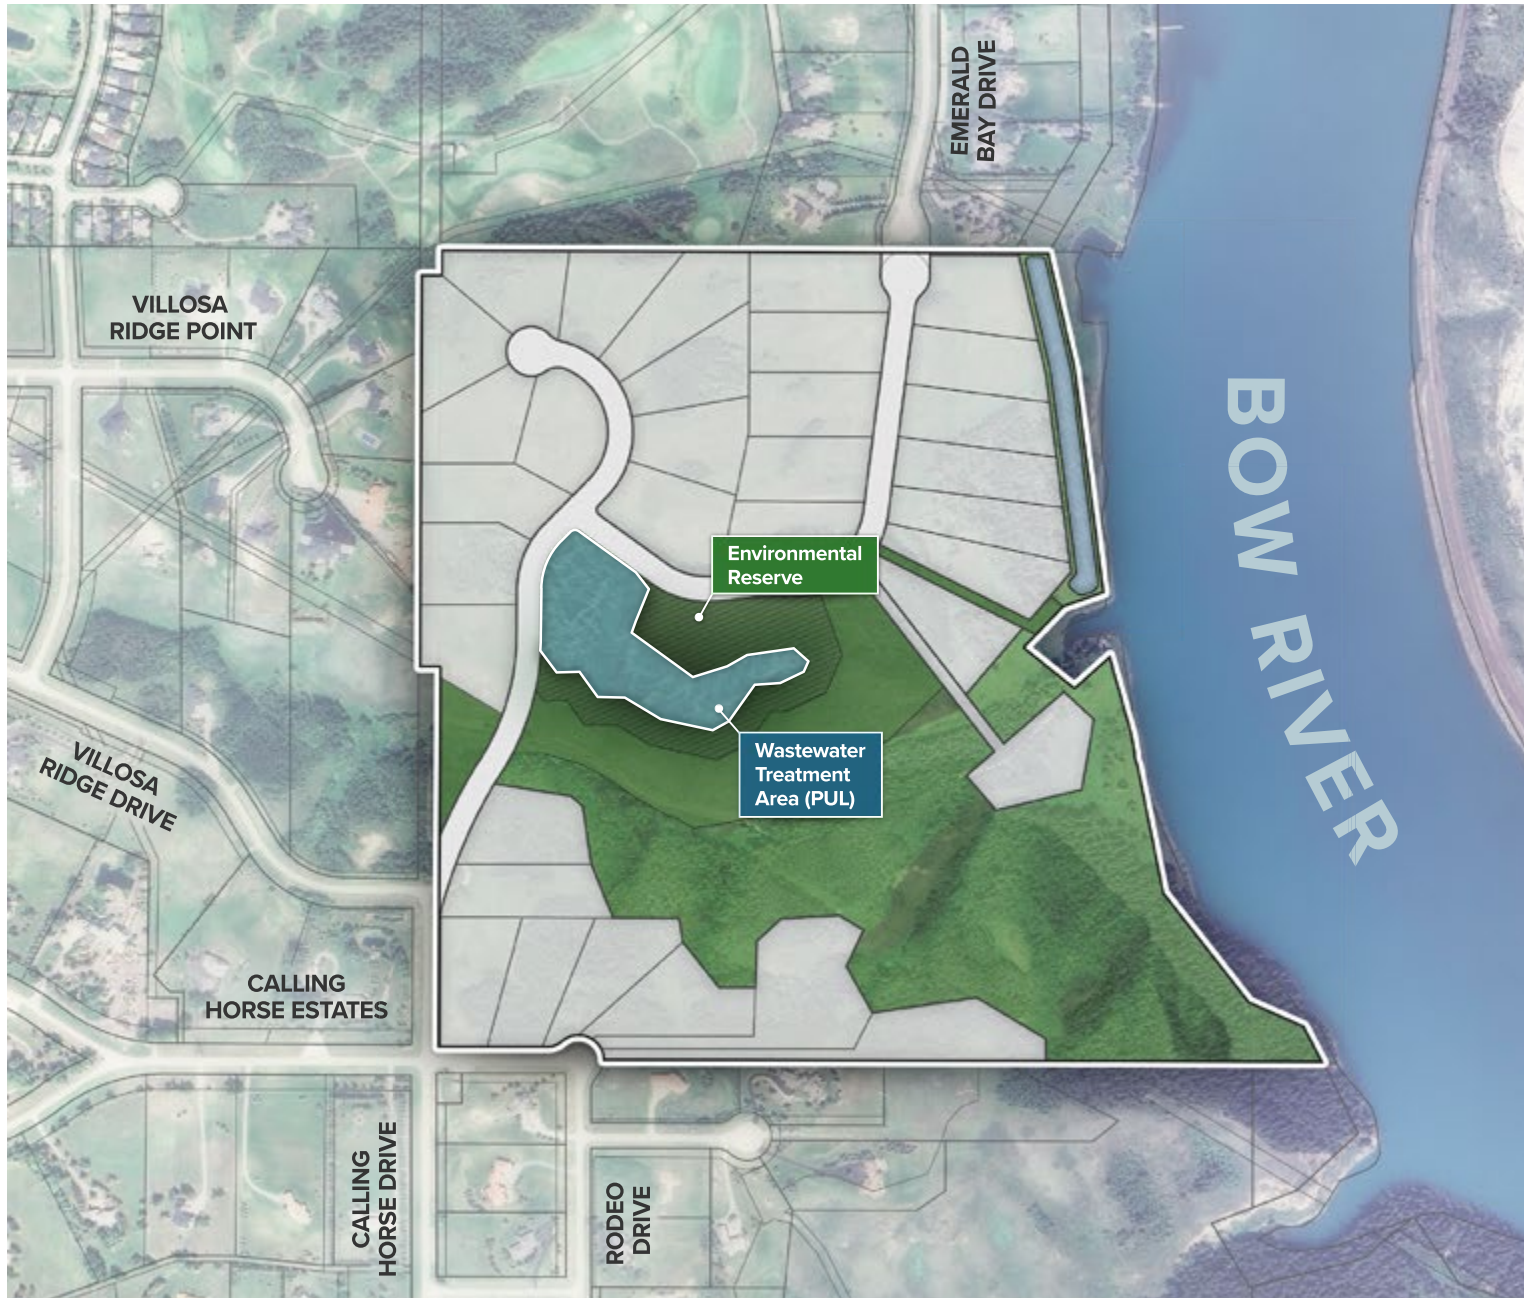 EMERALD
BAY DRIVE
VILLOSA
RIDGE POINT
BOW RIVER
Environmental
Reserve
Wastewater
Treatment
Area (PUL)
VILLOSA
RIDGE DRIVE
CALLING
HORSE ESTATES
CALLING
HORSE DRIVE
RODEO
DRIVE